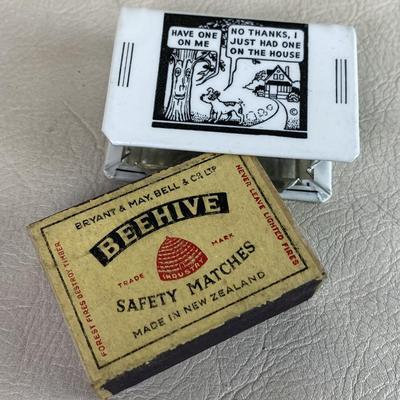 HAVE ONE
ON ME
NO THANKS, I
JUST HAD ONE
ON THE HOUSE
BRYANT & MAY, BELL & CO LTD
BEEHIVE
TRADE MARK
INDUSTRY
SAFETY MATCHES
MADE IN NEW ZEALAND
FOREST FIRES DESTROY TIMBER
NEVER LEAVE LIGHTED FIRES